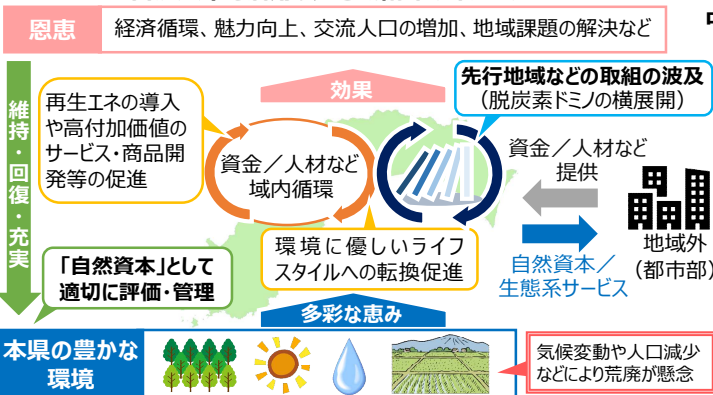 恩恵
経済循環、魅力向上、交流人口の増加、地域課題の解決など
維持・回復・充実
再生エネの導入
や高付加価値の
サービス・商品開
発等の促進
効果
先行地域などの取組の波及
（脱炭素ドミノの横展開）
資金／人材など
域内循環
資金／人材など
提供
環境に優しいライフ
スタイルへの転換促進
自然資本／
生態系サービス
地域外
（都市部）
「自然資本」として
適切に評価・管理
多彩な恵み
本県の豊かな
環境
気候変動や人口減少
などにより荒廃が懸念